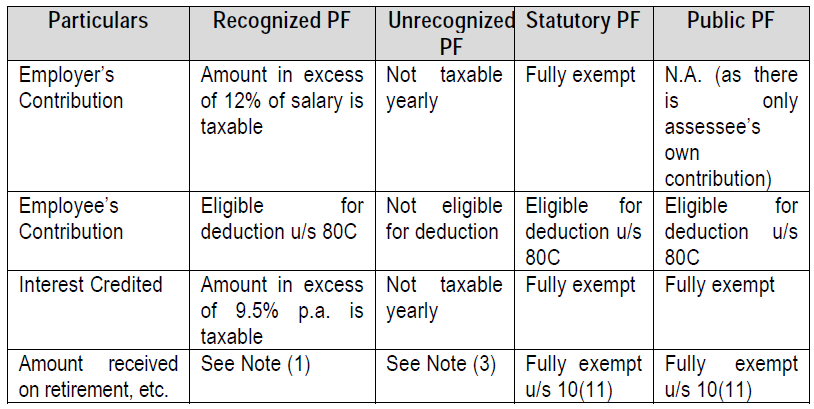 Particulars
Recognized PF
Unrecognized
PF
Statutory PF
Public PF
Employer's
Contribution
Amount in excess
of 12% of salary is
taxable
Not taxable
yearly
Fully exempt
N.A. (as there
is only
assessee's
own
contribution)
Employee's
Contribution
Eligible for
deduction u/s 80C
Not eligible
for deduction
Eligible for
deduction u/s
80C
Eligible for
deduction u/s
80C
Interest Credited
Amount in excess
of 9.5% p.a. is
taxable
Not taxable
yearly
Fully exempt
Fully exempt
Amount received
on retirement, etc.
See Note (1)
See Note (3)
Fully exempt
u/s 10(11)
Fully exempt
u/s 10(11)